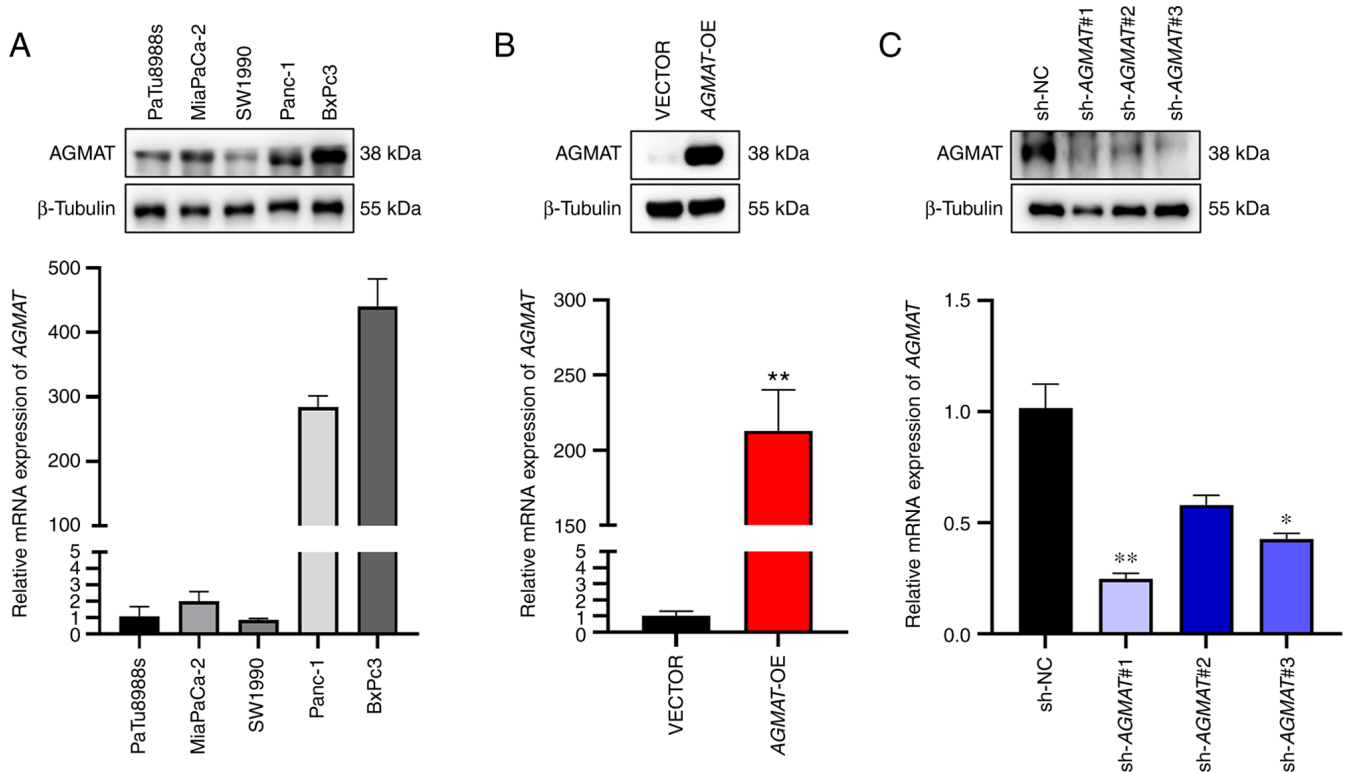 A
PaTu8988s
MiaPaCa-2
SW1990
Panc-1
BxPc3
AGMAT
38 kDa
β-Tubulin
55 kDa
Relative mRNA expression of AGMAT
500
400
300
200
100
5
4
3
2
1
0
PaTu8988s
MiaPaCa-2
SW1990
Panc-1
BxPc3
B
VECTOR
AGMAT-OE
AGMAT
38 kDa
β-Tubulin
55 kDa
Relative mRNA expression of AGMAT
300
250
200
150
5
4
3
2
1
0
**
VECTOR
AGMAT-OE
C
sh-NC
sh-AGMAT#1
sh-AGMAT#2
sh-AGMAT#3
AGMAT
38 kDa
β-Tubulin
55 kDa
Relative mRNA expression of AGMAT
1.5
1.0
0.5
0.0
**
*
sh-NC
sh-AGMAT#1
sh-AGMAT#2
sh-AGMAT#3